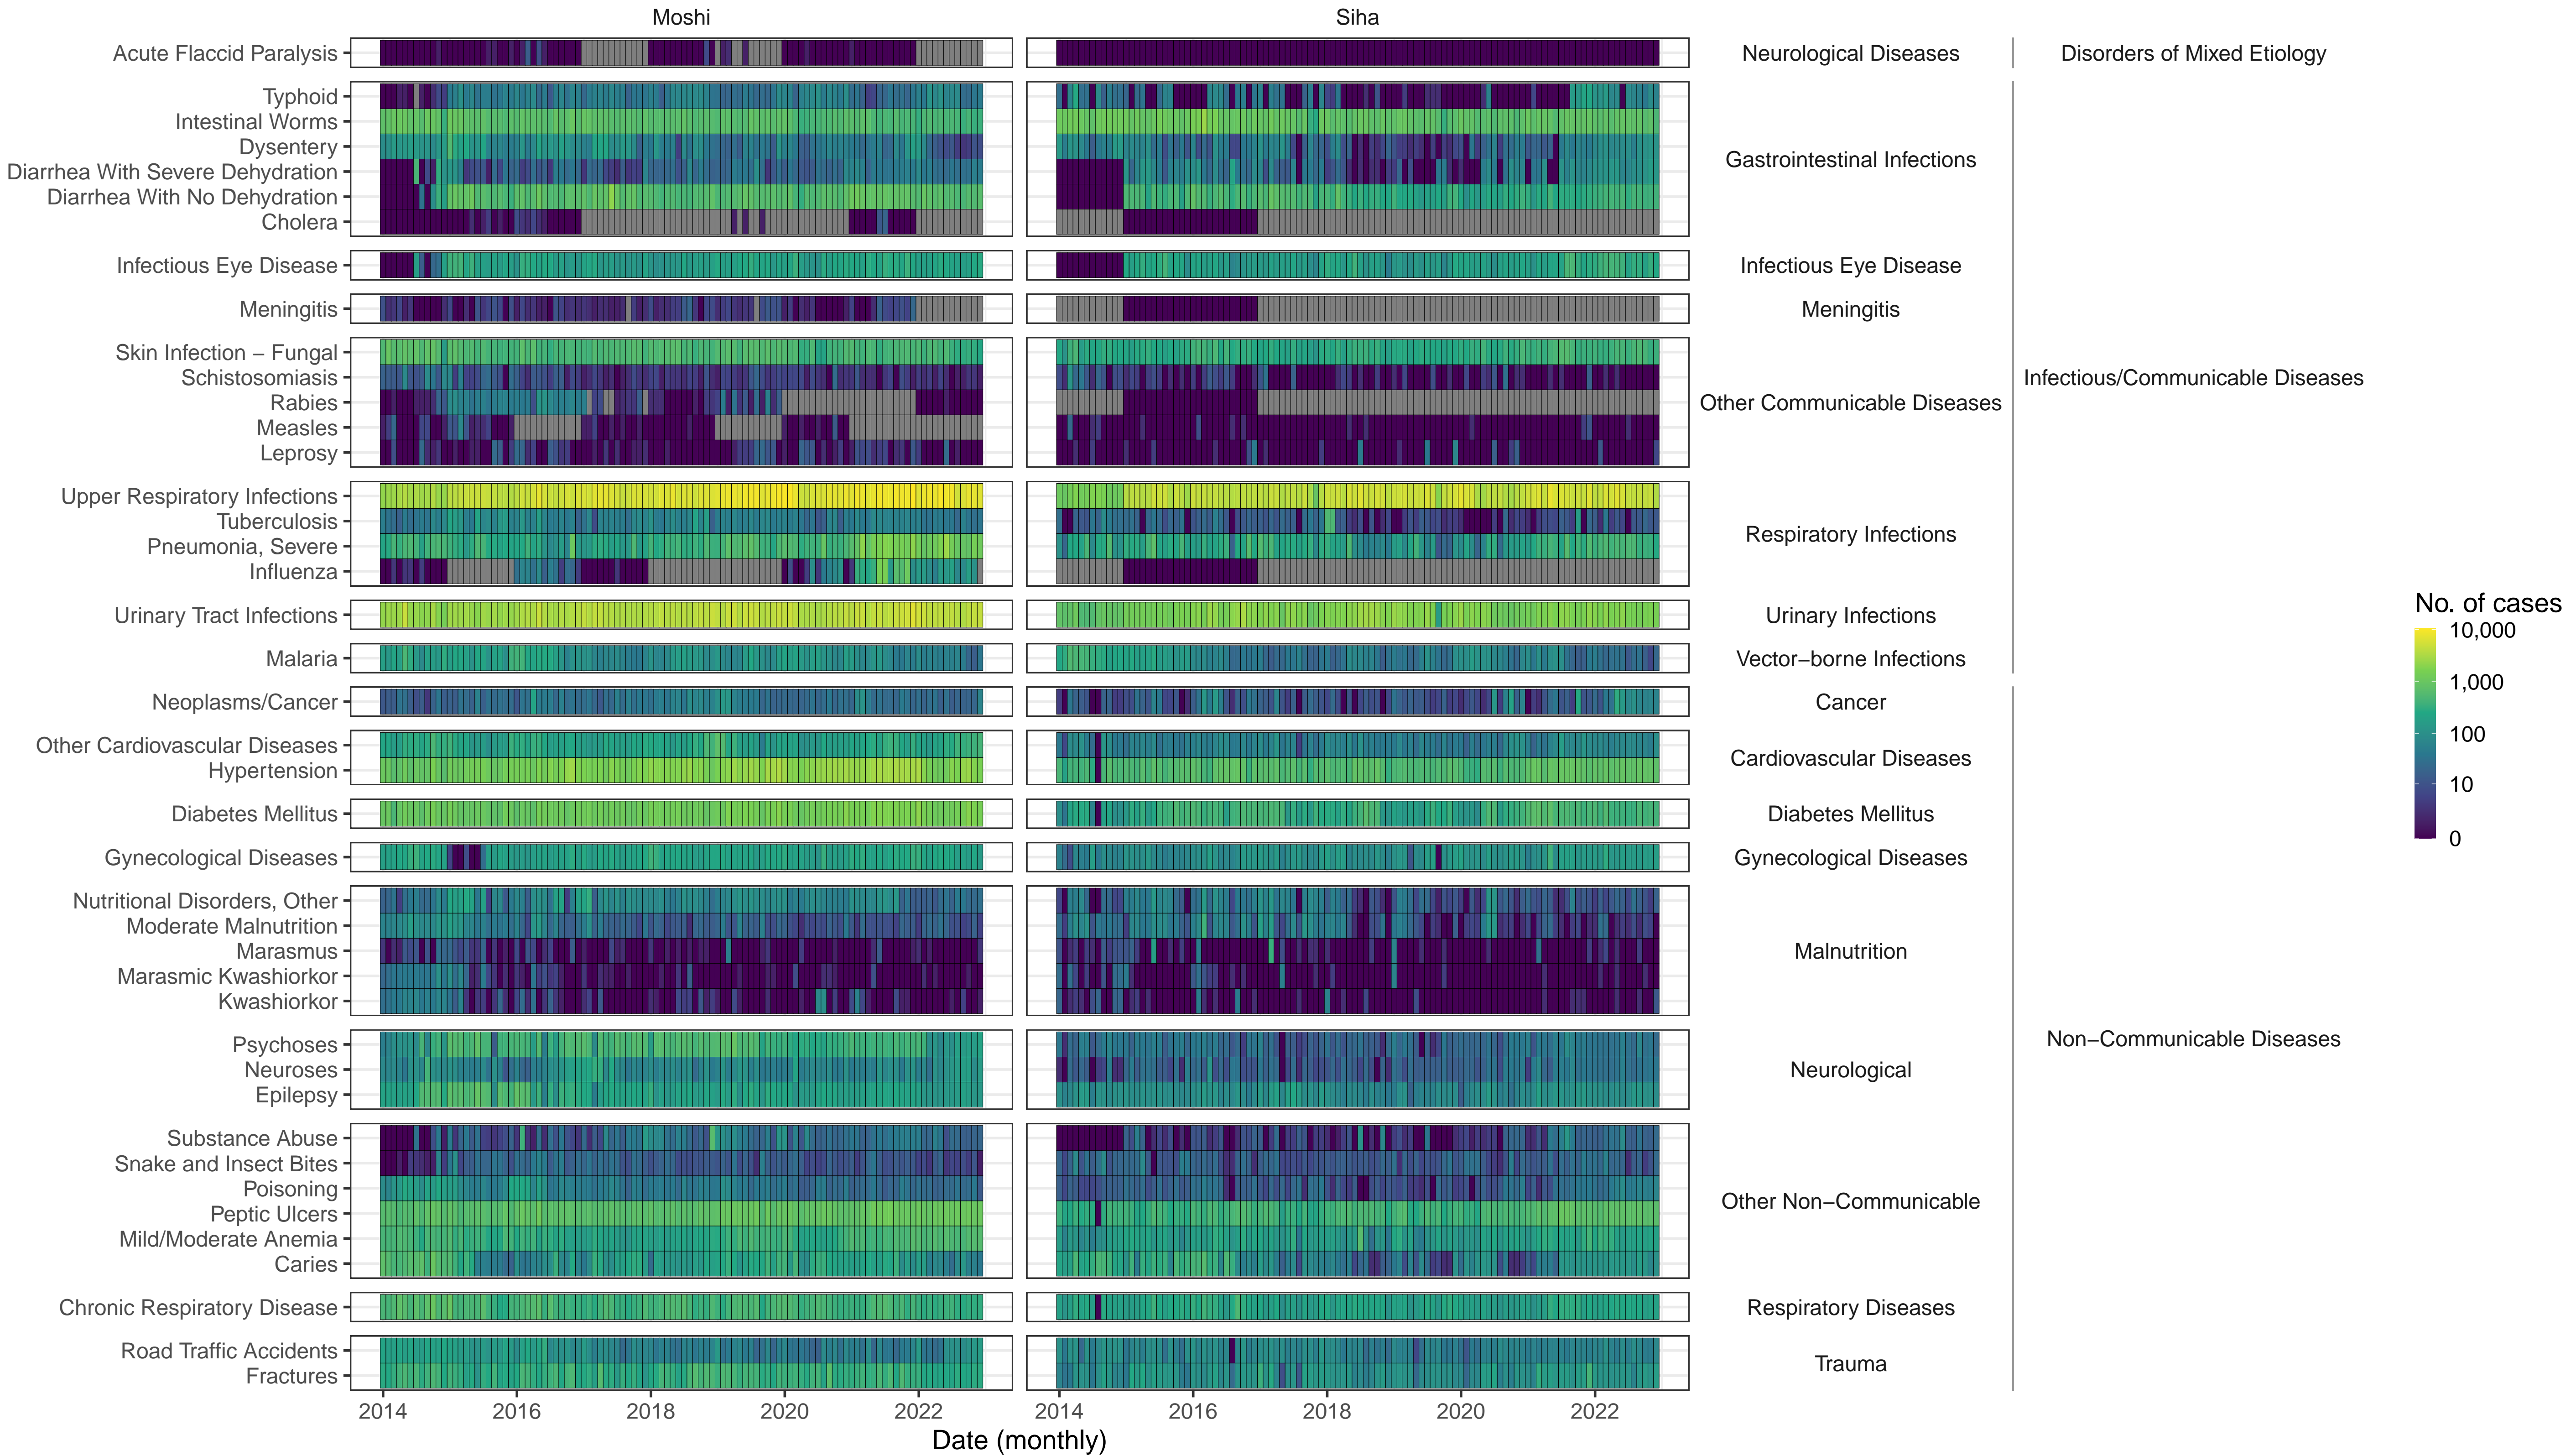 Moshi
Siha
Acute Flaccid Paralysis
Neurological Diseases
Disorders of Mixed Etiology
Typhoid
Intestinal Worms
Dysentery
Diarrhea With Severe Dehydration
Diarrhea With No Dehydration
Cholera
Gastrointestinal Infections
Infectious Eye Disease
Infectious Eye Disease
Meningitis
Meningitis
Skin Infection − Fungal
Schistosomiasis
Rabies
Measles
Leprosy
Other Communicable Diseases
Infectious/Communicable Diseases
Upper Respiratory Infections
Tuberculosis
Pneumonia, Severe
Influenza
Respiratory Infections
Urinary Tract Infections
Urinary Infections
Malaria
Vector−borne Infections
Neoplasms/Cancer
Cancer
Other Cardiovascular Diseases
Hypertension
Cardiovascular Diseases
Diabetes Mellitus
Diabetes Mellitus
Gynecological Diseases
Gynecological Diseases
Nutritional Disorders, Other
Moderate Malnutrition
Marasmus
Marasmic Kwashiorkor
Kwashiorkor
Malnutrition
Psychoses
Neuroses
Epilepsy
Neurological
Non−Communicable Diseases
Substance Abuse
Snake and Insect Bites
Poisoning
Peptic Ulcers
Mild/Moderate Anemia
Caries
Other Non−Communicable
Chronic Respiratory Disease
Respiratory Diseases
Road Traffic Accidents
Fractures
Trauma
2014 2016 2018 2020 2022
2014 2016 2018 2020 2022
Date (monthly)
No. of cases
10,000
1,000
100
10
0